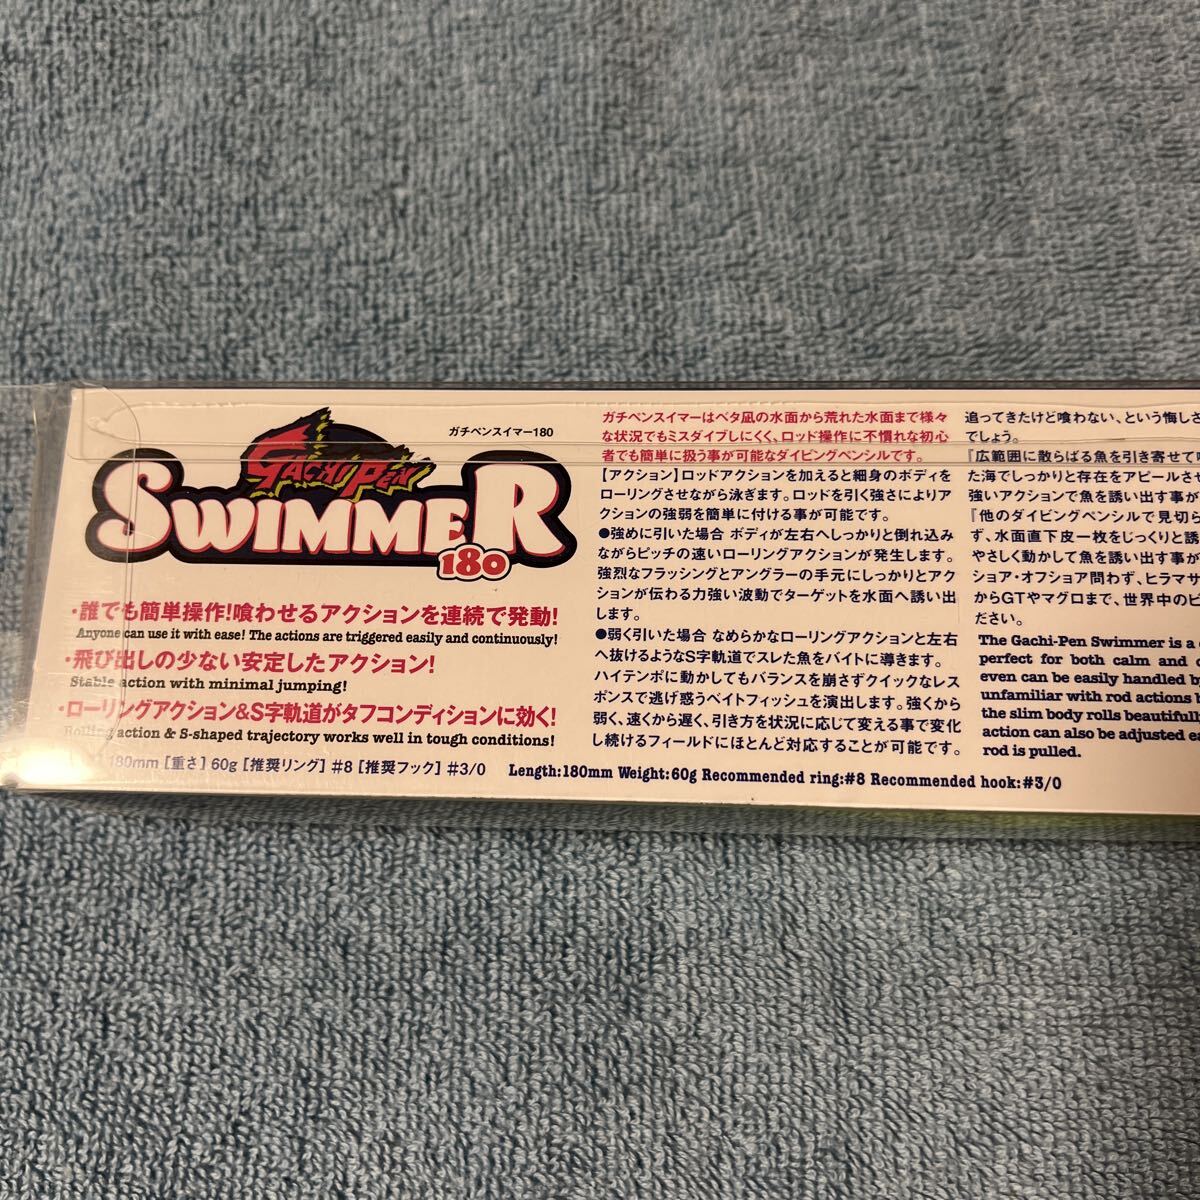 ガチペンスイマー180
GACHI PEN
SWIMMER
180
・誰でも簡単操作!喰わせるアクションを連続で発動!
Anyone can use it with ease! The actions are triggered easily and continuously!
・飛び出しの少ない安定したアクション!
Stable action with minimal jumping!
・ローリングアクション&S字軌道がタフコンディションに効く!
Rolling action & S-shaped trajectory works well in tough conditions!
180mm [重さ] 60g [推奨リング] #8 [推奨フック] #3/0
Length:180mm Weight:60g Recommended ring:#8 Recommended hook:#3/0
ガチペンスイマーはベタ凪の水面から荒れた水面まで様々
な状況でもミスダイブしにくく、ロッド操作に不慣れな初心
者でも簡単に扱う事が可能なダイビングペンシルです。
【アクション】ロッドアクションを加えると細身のボディを
ローリングさせながら泳ぎます。ロッドを引く強さによりア
クションの強弱を簡単に付ける事が可能です。
●強めに引いた場合 ボディが左右へしっかりと倒れ込み
ながらピッチの速いローリングアクションが発生します。
強烈なフラッシングとアングラーの手元にしっかりとアク
ションが伝わる力強い波動でターゲットを水面へ誘い出
します。
●弱く引いた場合 なめらかなローリングアクションと左右
へ抜けるようなS字軌道でスレた魚をバイトに導きます。
ハイテンポに動かしてもバランスを崩さずクイックなレス
ポンスで逃げ惑うベイトフィッシュを演出します。強くから
弱く、速くから遅く、引き方を状況に応じて変える事で変化
し続けるフィールドにほとんど対応することが可能です。
追ってきたけど喰わない、という悔しさ
でしょう。
『広範囲に散らばる魚を引き寄せて
た海でしっかりと存在をアピールさせ
強いアクションで魚を誘い出す事が
『他のダイビングペンシルで見切ら
ず、水面直下皮一枚をじっくりと誘
やさしく動かして魚を誘い出す事が
ショア・オフショア問わず、ヒラマサ
からGTやマグロまで、世界中のビ
ださい。
The Gachi-Pen Swimmer is a
perfect for both calm and
even can be easily handled by
unfamiliar with rod actions
the slim body rolls beautifull
action can also be adjusted ea
rod is pulled.